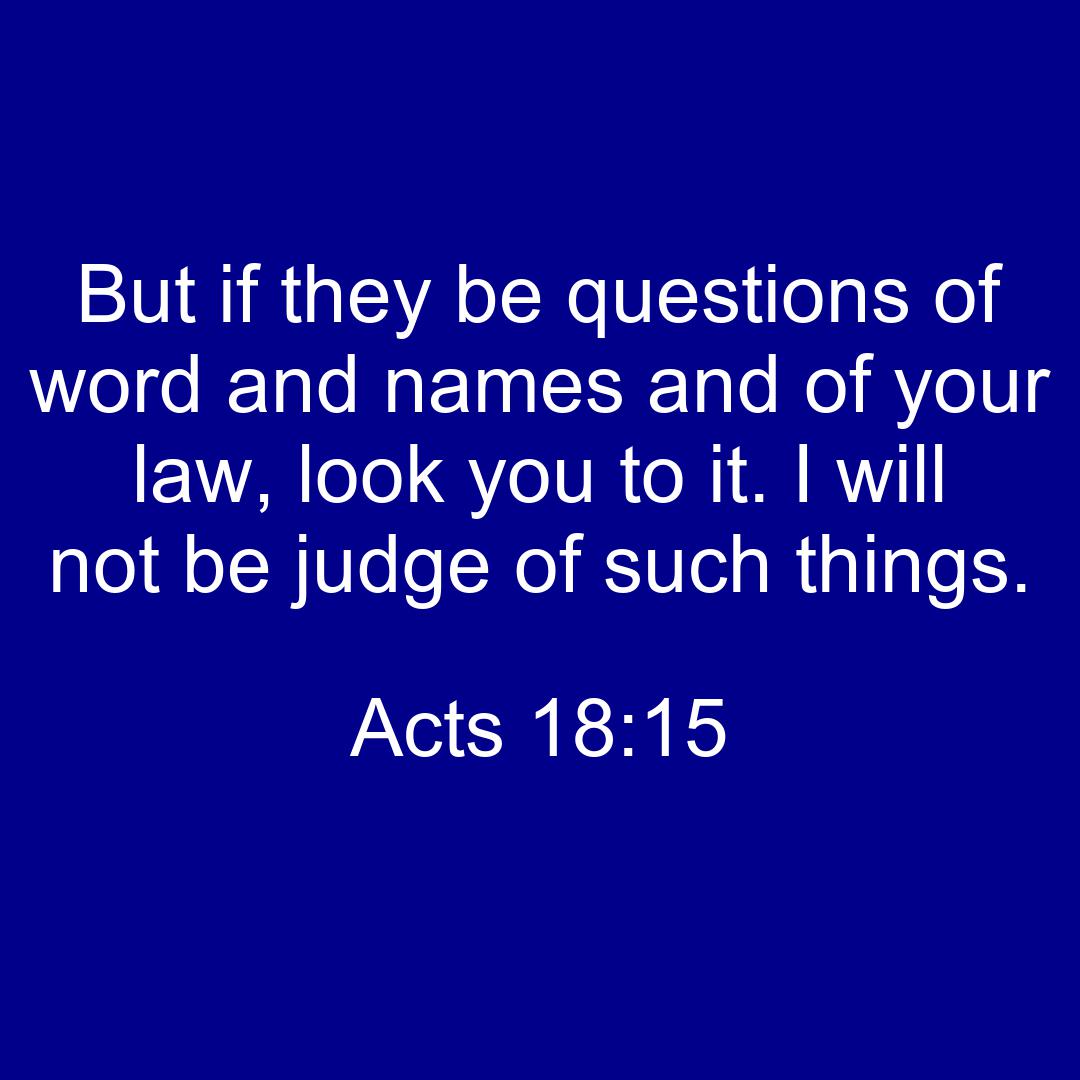 But if they be questions of
word and names and of your
law, look you to it. I will
not be judge of such things.
Acts 18:15